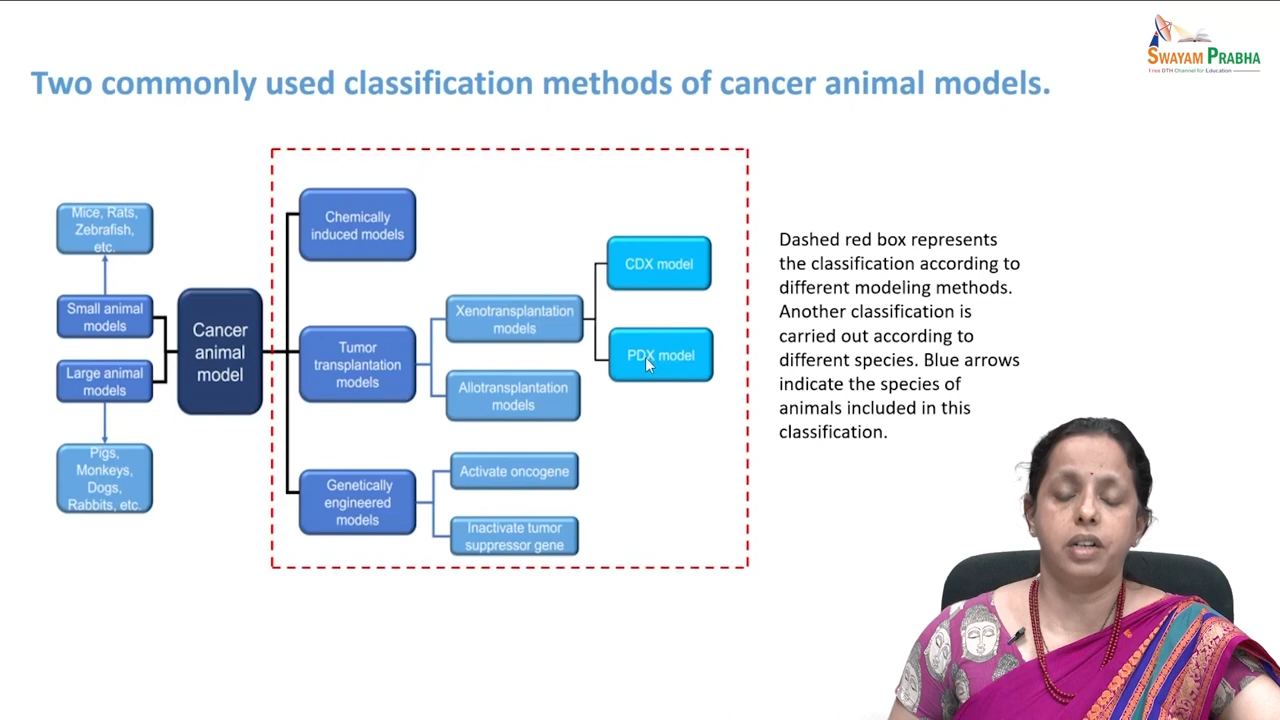 SWAYAM PRABHA
Free DTH Channel for Education
Two commonly used classification methods of cancer animal models.
Mice, Rats,
Zebrafish,
etc.
Small animal
models
Large animal
models
Pigs,
Monkeys,
Dogs,
Rabbits, etc.
Cancer
animal
model
Chemically
induced models
Tumor
transplantation
models
Genetically
engineered
models
Xenotransplantation
models
Allotransplantation
models
Activate oncogene
Inactivate tumor
suppressor gene
CDX model
PDX model
Dashed red box represents
the classification according to
different modeling methods.
Another classification is
carried out according to
different species. Blue arrows
indicate the species of
animals included in this
classification.